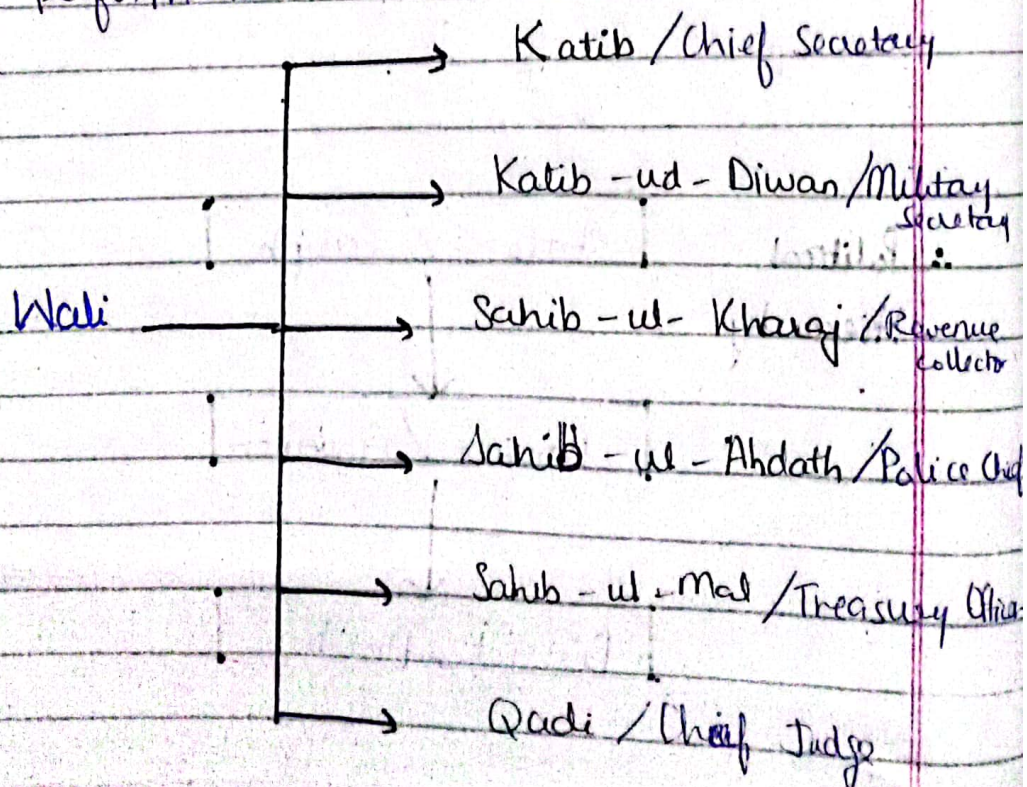 Katib / Chief Secretary
Katib - ud - Diwan / Military
Secretary
Wali
Sahib - ul - Kharaj / Revenue
Collector
Sahib - ul - Ahdath / Police Chief
Sahib - ul - Mal / Treasury Officer
Qadi / Chief Judge